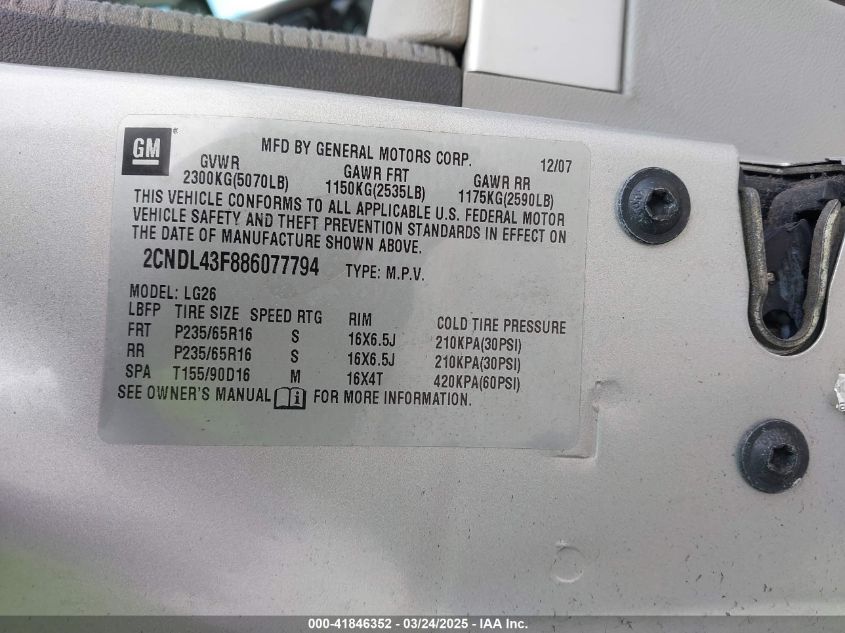 GM
MFD BY GENERAL MOTORS CORP. 12/07
GVWR GAWR FRT GAWR RR
2300KG(5070LB) 1150KG(2535LB) 1175KG(2590LB)
THIS VEHICLE CONFORMS TO ALL APPLICABLE U.S. FEDERAL MOTOR
VEHICLE SAFETY AND THEFT PREVENTION STANDARDS IN EFFECT ON
THE DATE OF MANUFACTURE SHOWN ABOVE.
2CNDL43F886077794 TYPE: M.P.V.
MODEL: LG26
LBFP TIRE SIZE SPEED RTG RIM COLD TIRE PRESSURE
FRT P235/65R16 S 16X6.5J 210KPA(30PSI)
RR P235/65R16 S 16X6.5J 210KPA(30PSI)
SPA T155/90D16 M 16X4T 420KPA(60PSI)
SEE OWNER'S MANUAL i FOR MORE INFORMATION.
000-41846352 - 03/24/2025 - IAA Inc.